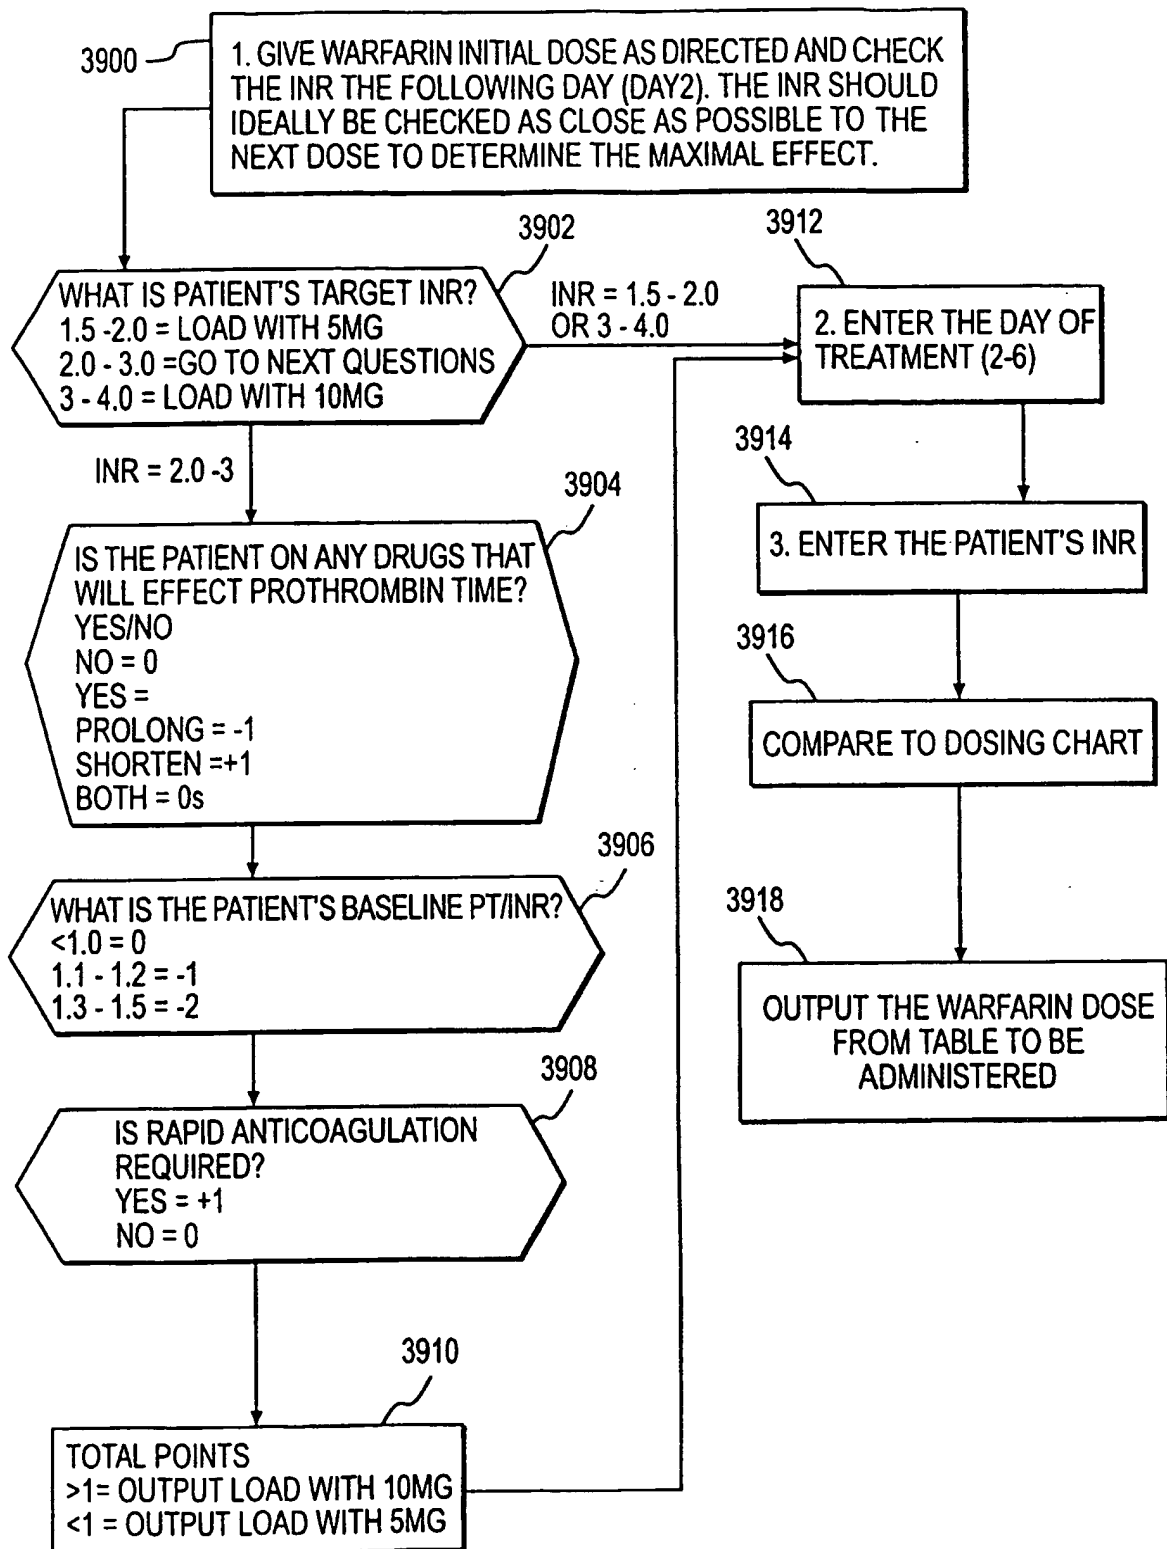 3900
1. GIVE WARFARIN INITIAL DOSE AS DIRECTED AND CHECK
THE INR THE FOLLOWING DAY (DAY2). THE INR SHOULD
IDEALLY BE CHECKED AS CLOSE AS POSSIBLE TO THE
NEXT DOSE TO DETERMINE THE MAXIMAL EFFECT.
3902
WHAT IS PATIENT'S TARGET INR?
1.5 -2.0 = LOAD WITH 5MG
2.0 - 3.0 =GO TO NEXT QUESTIONS
3 - 4.0 = LOAD WITH 10MG
INR = 1.5 - 2.0
OR 3 - 4.0
INR = 2.0 -3
3904
IS THE PATIENT ON ANY DRUGS THAT
WILL EFFECT PROTHROMBIN TIME?
YES/NO
NO = 0
YES =
PROLONG = -1
SHORTEN =+1
BOTH = 0s
3906
WHAT IS THE PATIENT'S BASELINE PT/INR?
<1.0 = 0
1.1 - 1.2 = -1
1.3 - 1.5 = -2
3908
IS RAPID ANTICOAGULATION
REQUIRED?
YES = +1
NO = 0
3910
TOTAL POINTS
>1= OUTPUT LOAD WITH 10MG
<1 = OUTPUT LOAD WITH 5MG
3912
2. ENTER THE DAY OF
TREATMENT (2-6)
3914
3. ENTER THE PATIENT'S INR
3916
COMPARE TO DOSING CHART
3918
OUTPUT THE WARFARIN DOSE
FROM TABLE TO BE
ADMINISTERED